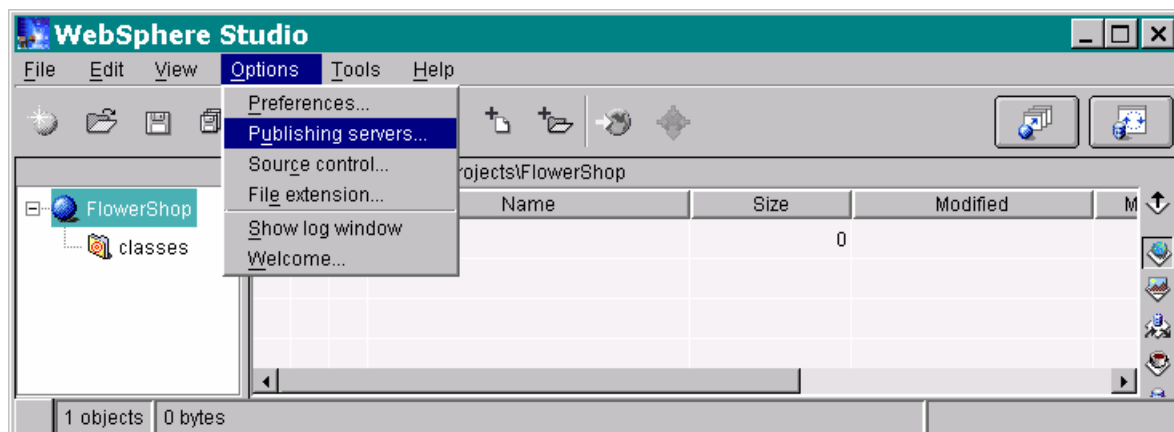 WebSphere Studio
File Edit View Options Tools Help
Preferences...
Publishing servers...
Source control...
File extension...
Show log window
Welcome...
ojects\FlowerShop
Name Size Modified M
FlowerShop
classes
0
1 objects 0 bytes